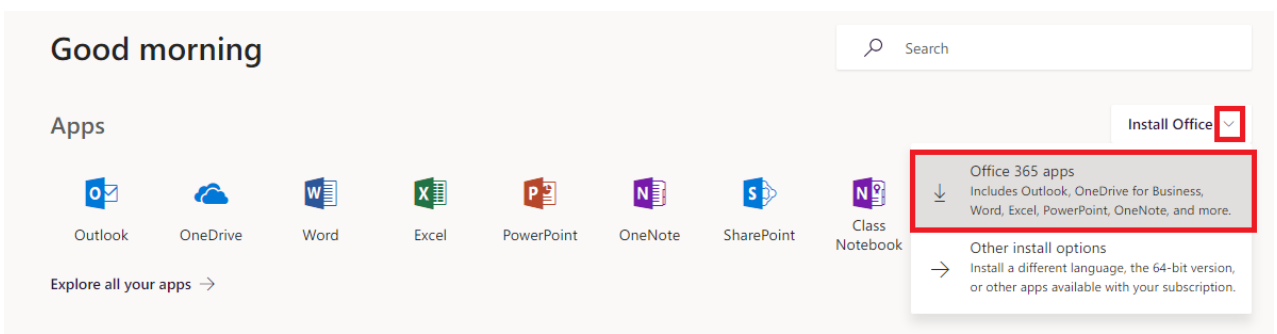 Good morning
Search
Apps
Install Office
Office 365 apps
Includes Outlook, OneDrive for Business,
Word, Excel, PowerPoint, OneNote, and more.
Outlook
OneDrive
Word
Excel
PowerPoint
OneNote
SharePoint
Class
Notebook
Other install options
Install a different language, the 64-bit version,
or other apps available with your subscription.
Explore all your apps →